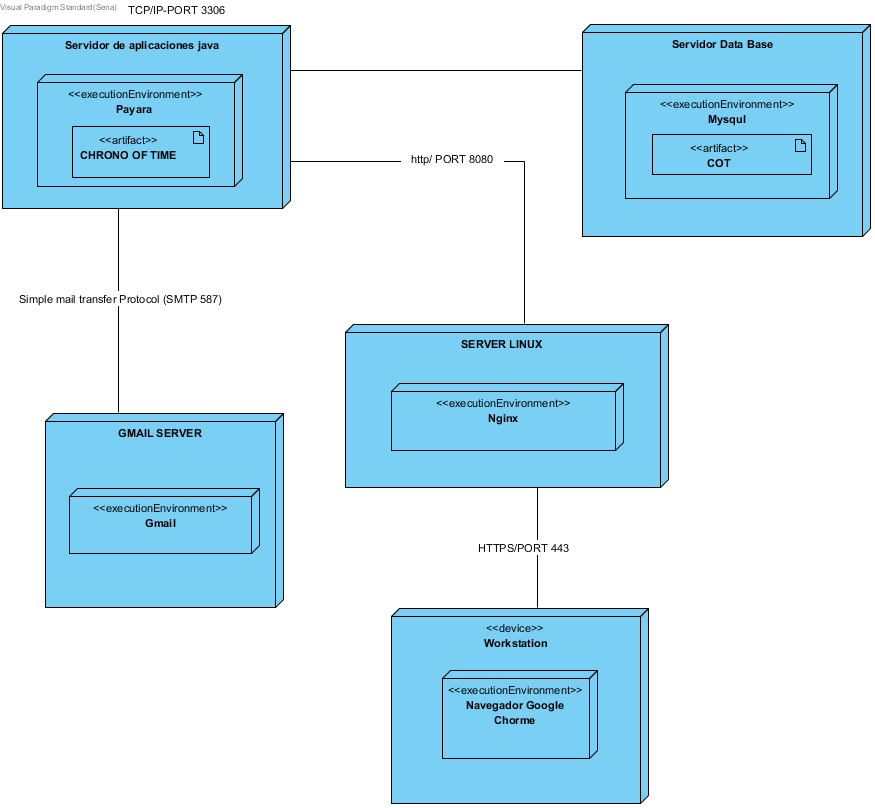 Visual Paradigm Standard(Sena)
TCP/IP-PORT 3306
Servidor de aplicaciones java
<<executionEnvironment>>
Payara
<<artifact>>
CHRONO OF TIME
Servidor Data Base
<<executionEnvironment>>
Mysqul
<<artifact>>
COT
http/ PORT 8080
Simple mail transfer Protocol (SMTP 587)
SERVER LINUX
<<executionEnvironment>>
Nginx
GMAIL SERVER
<<executionEnvironment>>
Gmail
HTTPS/PORT 443
<<device>>
Workstation
<<executionEnvironment>>
Navegador Google
Chorme